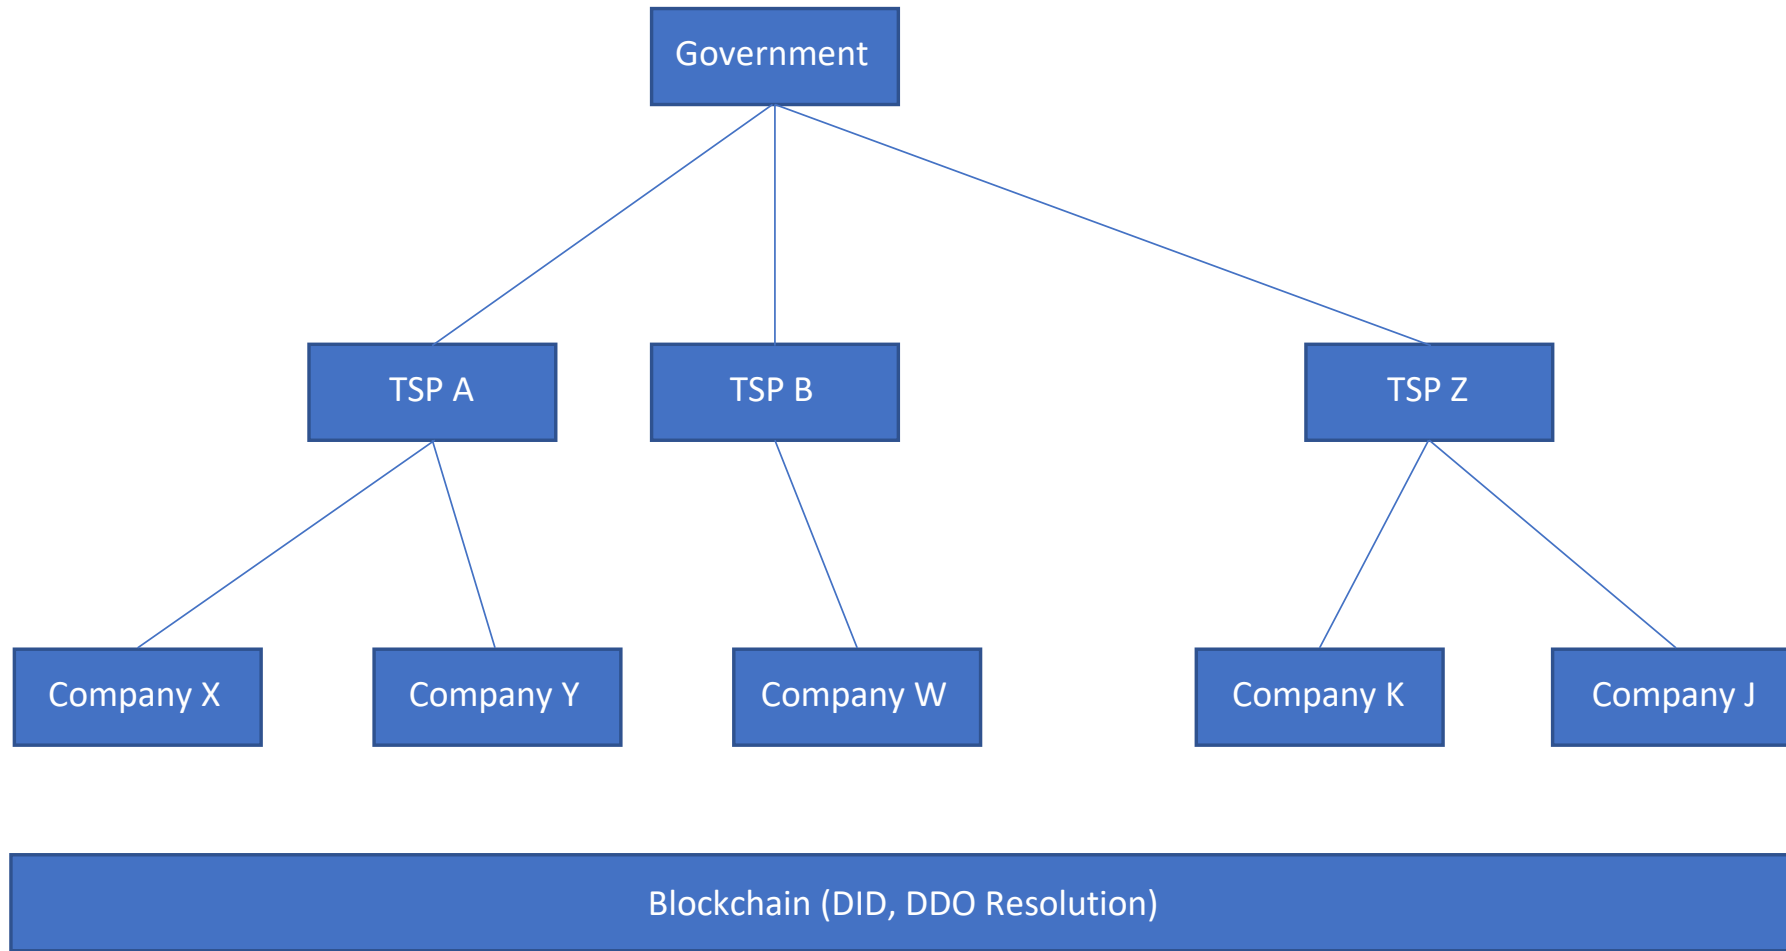 Government
TSP A
TSP B
TSP Z
Company X
Company Y
Company W
Company K
Company J
Blockchain (DID, DDO Resolution)